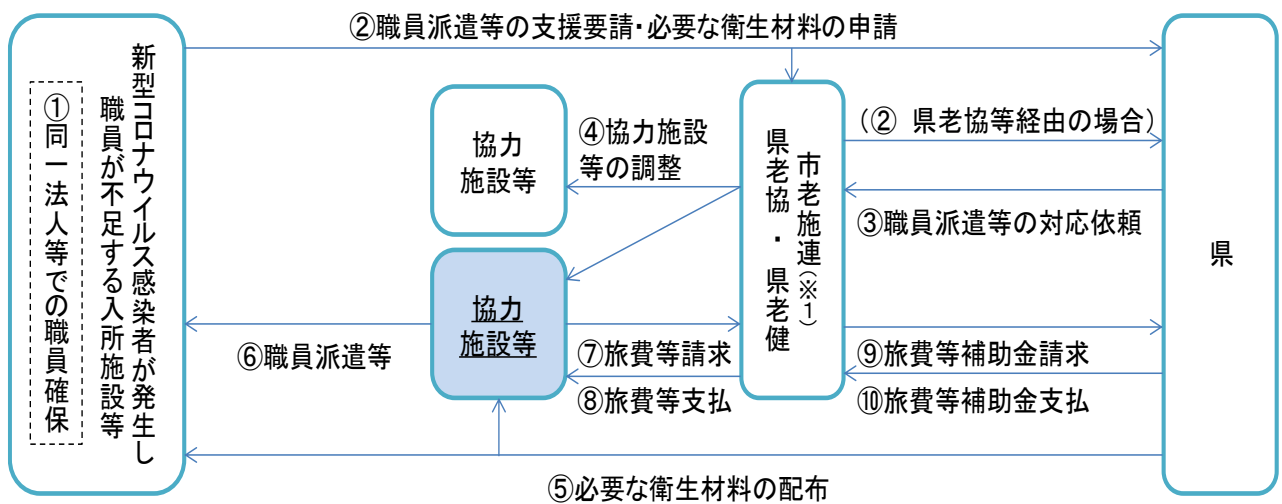 ②職員派遣等の支援要請・必要な衛生材料の申請
新型コロナウイルス感染者が発生し
職員が不足する入所施設等
①同一法人等での職員確保
協力
施設等
④協力施設
等の調整
市老施連(※1)
県老協・県老健
(② 県老協等経由の場合)
③職員派遣等の対応依頼
県
協力
施設等
⑥職員派遣等
⑦旅費等請求
⑧旅費等支払
⑨旅費等補助金請求
⑩旅費等補助金支払
⑤必要な衛生材料の配布